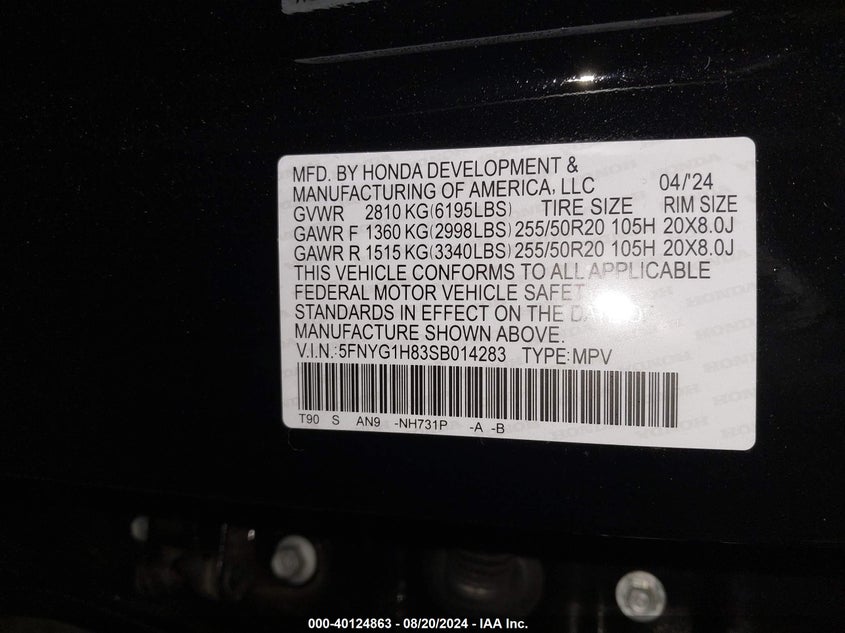 MFD. BY HONDA DEVELOPMENT &
MANUFACTURING OF AMERICA, LLC 04/'24
GVWR 2810 KG(6195LBS) TIRE SIZE RIM SIZE
GAWR F 1360 KG(2998LBS) 255/50R20 105H 20X8.0J
GAWR R 1515 KG(3340LBS) 255/50R20 105H 20X8.0J
THIS VEHICLE CONFORMS TO ALL APPLICABLE
FEDERAL MOTOR VEHICLE
STANDARDS IN EFFECT ON THE OF
MANUFACTURE SHOWN ABOVE.
V.I.N.:5FNYG1H83SB014283 TYPE:MPV
T90 S AN9 -NH731P -A -B
000-40124863 - 08/20/2024 - IAA Inc.